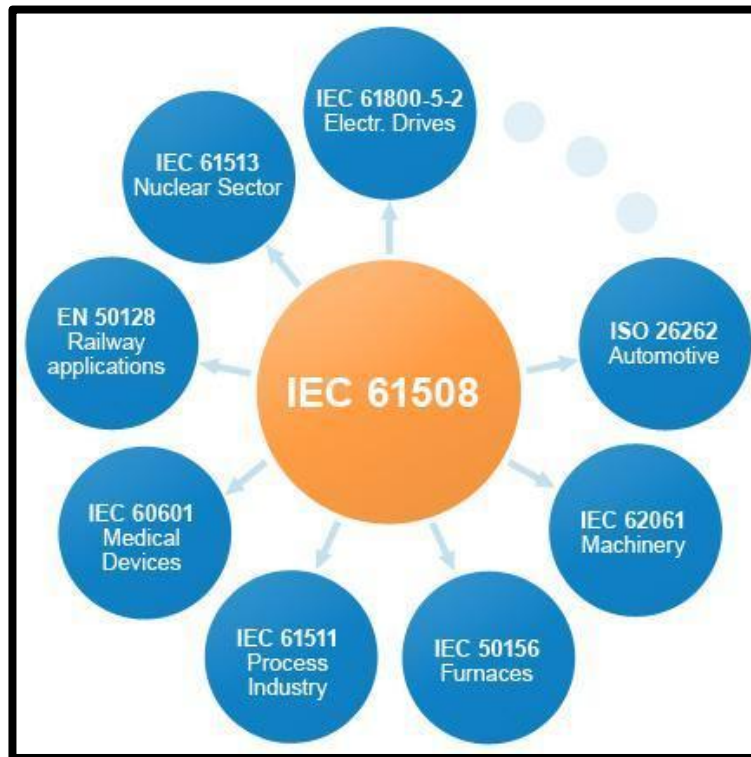 IEC 61800-5-2
Electr. Drives
IEC 61513
Nuclear Sector
EN 50128
Railway
applications
ISO 26262
Automotive
IEC 61508
IEC 60601
Medical
Devices
IEC 62061
Machinery
IEC 61511
Process
Industry
IEC 50156
Furnaces